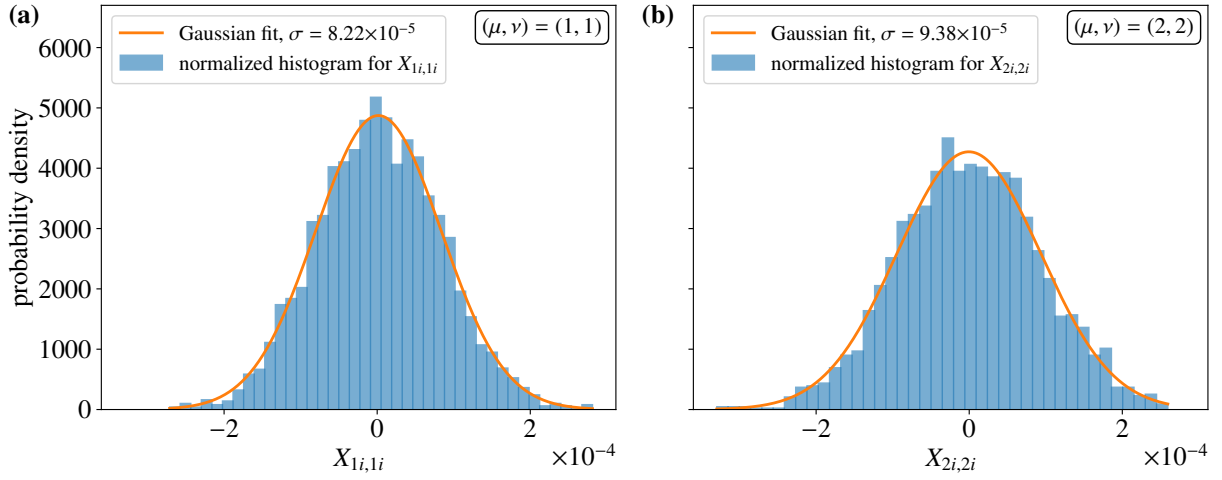 (a)
Gaussian fit, σ = 8.22×10⁻⁵
normalized histogram for X₁ᵢ,₁ᵢ
(μ, ν) = (1, 1)
probability density
6000
5000
4000
3000
2000
1000
0
−2
0
2
×10⁻⁴
X₁ᵢ,₁ᵢ
(b)
Gaussian fit, σ = 9.38×10⁻⁵
normalized histogram for X₂ᵢ,₂ᵢ
(μ, ν) = (2, 2)
−2
0
2
×10⁻⁴
X₂ᵢ,₂ᵢ